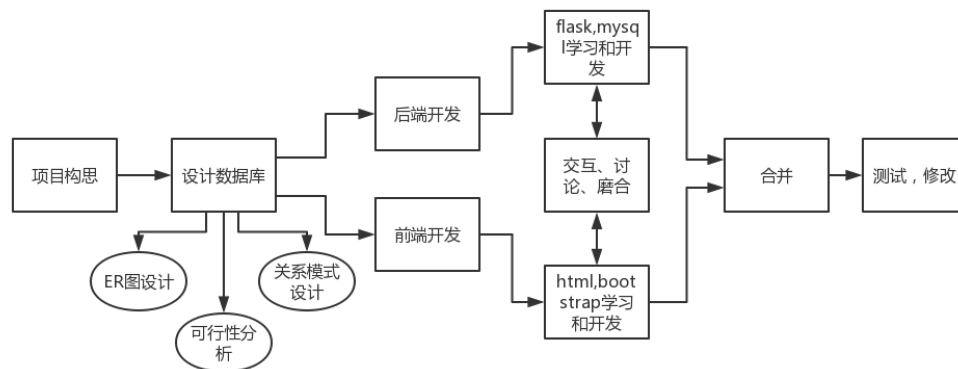 项目构思
设计数据库
ER图设计
可行性分
析
关系模式
设计
后端开发
前端开发
flask,mysq
l学习和开
发
交互、讨
论、磨合
html,boot
strap学习
和开发
合并
测试，修改